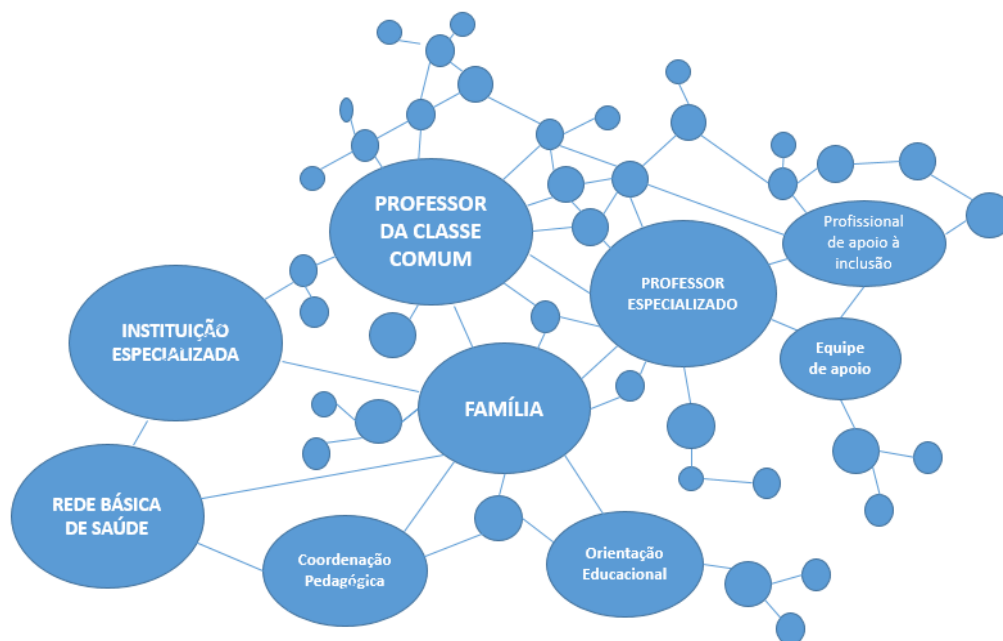 PROFESSOR
DA CLASSE
COMUM
Profissional
de apoio à
inclusão
PROFESSOR
ESPECIALIZADO
INSTITUIÇÃO
ESPECIALIZADA
Equipe
de apoio
FAMÍLIA
REDE BÁSICA
DE SAÚDE
Coordenação
Pedagógica
Orientação
Educacional